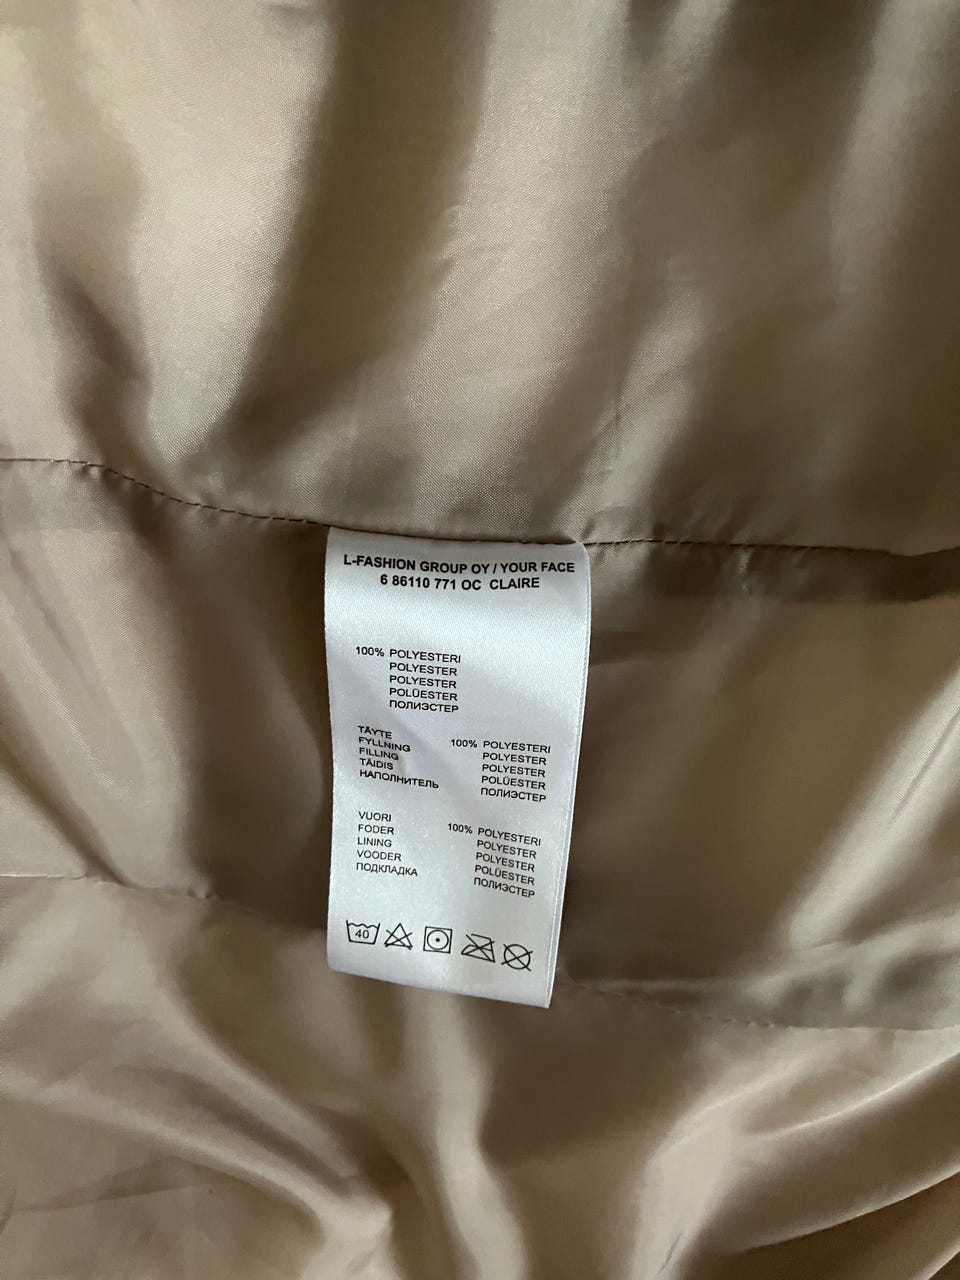 L-FASHION GROUP OY / YOUR FACE
6 86110 771 OC CLAIRE
100% POLYESTERI
POLYESTER
POLYESTER
POLÜESTER
ПОЛИЭСТЕР
TÄYTE 100% POLYESTERI
FYLLNING POLYESTER
FILLING POLYESTER
TÄIDIS POLÜESTER
НАПОЛНИТЕЛЬ ПОЛИЭСТЕР
VUORI 100% POLYESTERI
FODER POLYESTER
LINING POLYESTER
VOODER POLÜESTER
ПОДКЛАДКА ПОЛИЭСТЕР
40